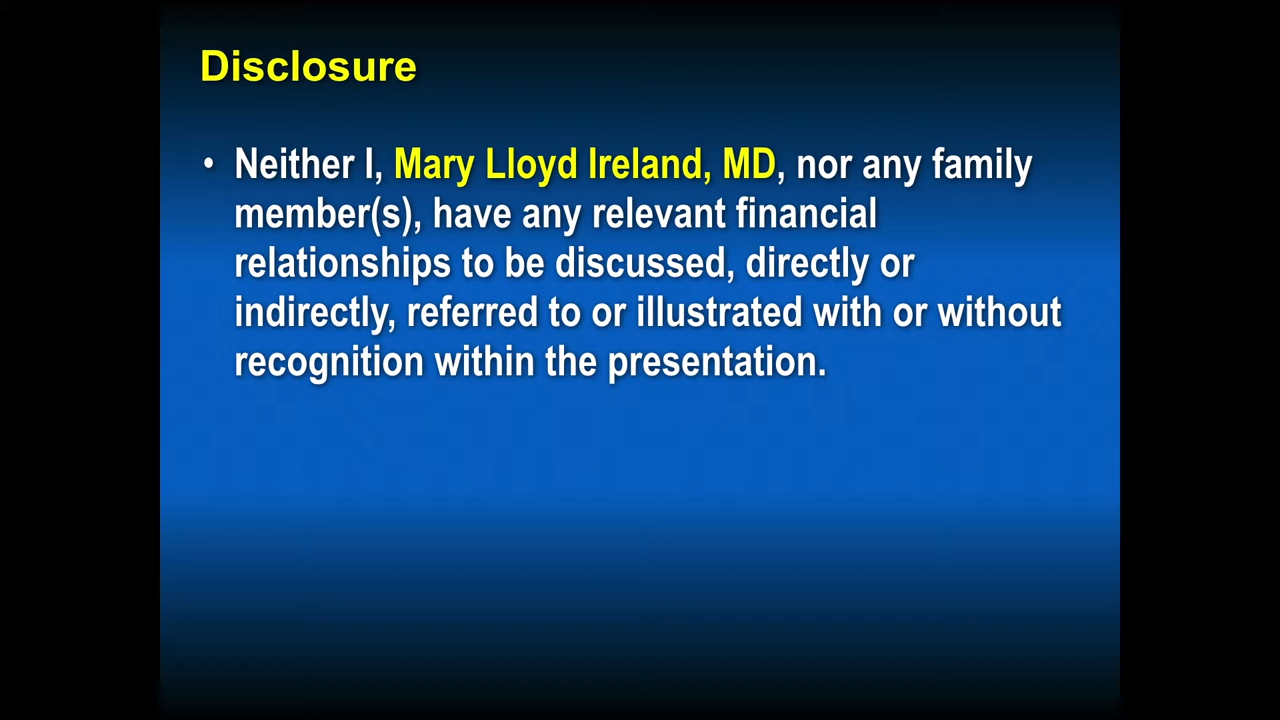 Disclosure
• Neither I, Mary Lloyd Ireland, MD, nor any family
member(s), have any relevant financial
relationships to be discussed, directly or
indirectly, referred to or illustrated with or without
recognition within the presentation.